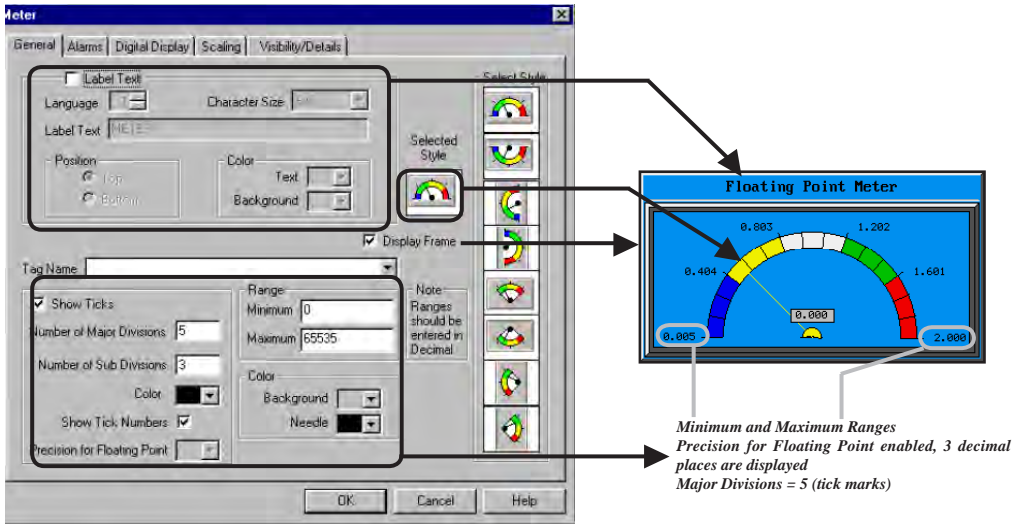 Meter
General Alarms Digital Display Scaling Visibility/Details
Label Text
Language
Character Size
Label Text
Position
Top
Bottom
Color
Text
Background
Selected
Style
Select Style
Display Frame
Tag Name
Show Ticks
Number of Major Divisions 5
Number of Sub Divisions 3
Color
Show Tick Numbers
Precision for Floating Point
Range
Minimum 0
Maximum 65535
Color
Background
Needle
Note
Ranges
should be
entered in
Decimal
OK Cancel Help
Floating Point Meter
0.803 1.202
0.404 1.601
0.000
0.005 2.000
Minimum and Maximum Ranges
Precision for Floating Point enabled, 3 decimal
places are displayed
Major Divisions = 5 (tick marks)